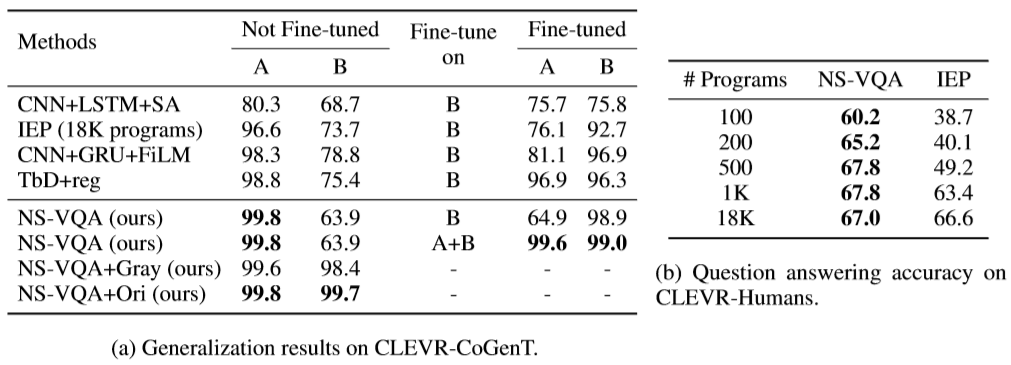 Methods Not Fine-tuned Fine-tune on Fine-tuned
A B A B
CNN+LSTM+SA 80.3 68.7 B 75.7 75.8
IEP (18K programs) 96.6 73.7 B 76.1 92.7
CNN+GRU+FiLM 98.3 78.8 B 81.1 96.9
TbD+reg 98.8 75.4 B 96.9 96.3
NS-VQA (ours) 99.8 63.9 B 64.9 98.9
NS-VQA (ours) 99.8 63.9 A+B 99.6 99.0
NS-VQA+Gray (ours) 99.6 98.4 - - -
NS-VQA+Ori (ours) 99.8 99.7 - - -
(a) Generalization results on CLEVR-CoGenT.
# Programs NS-VQA IEP
100 60.2 38.7
200 65.2 40.1
500 67.8 49.2
1K 67.8 63.4
18K 67.0 66.6
(b) Question answering accuracy on
CLEVR-Humans.